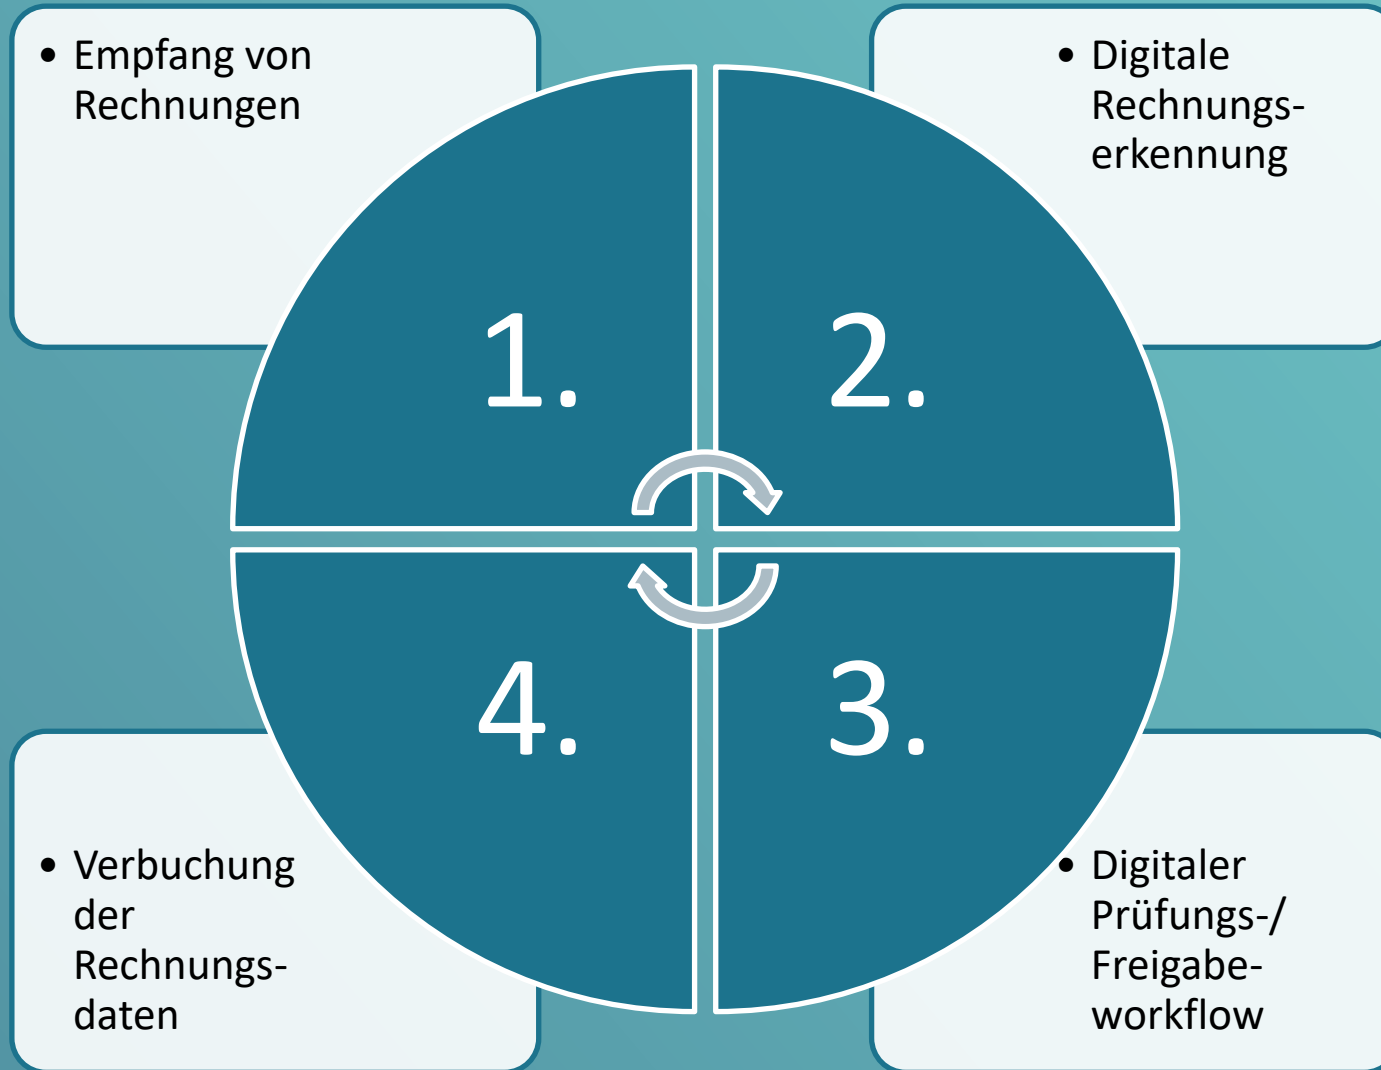 • Empfang von
Rechnungen
• Digitale
Rechnungs-
erkennung
1.
2.
4.
3.
• Verbuchung
der
Rechnungs-
daten
• Digitaler
Prüfungs-/
Freigabe-
workflow